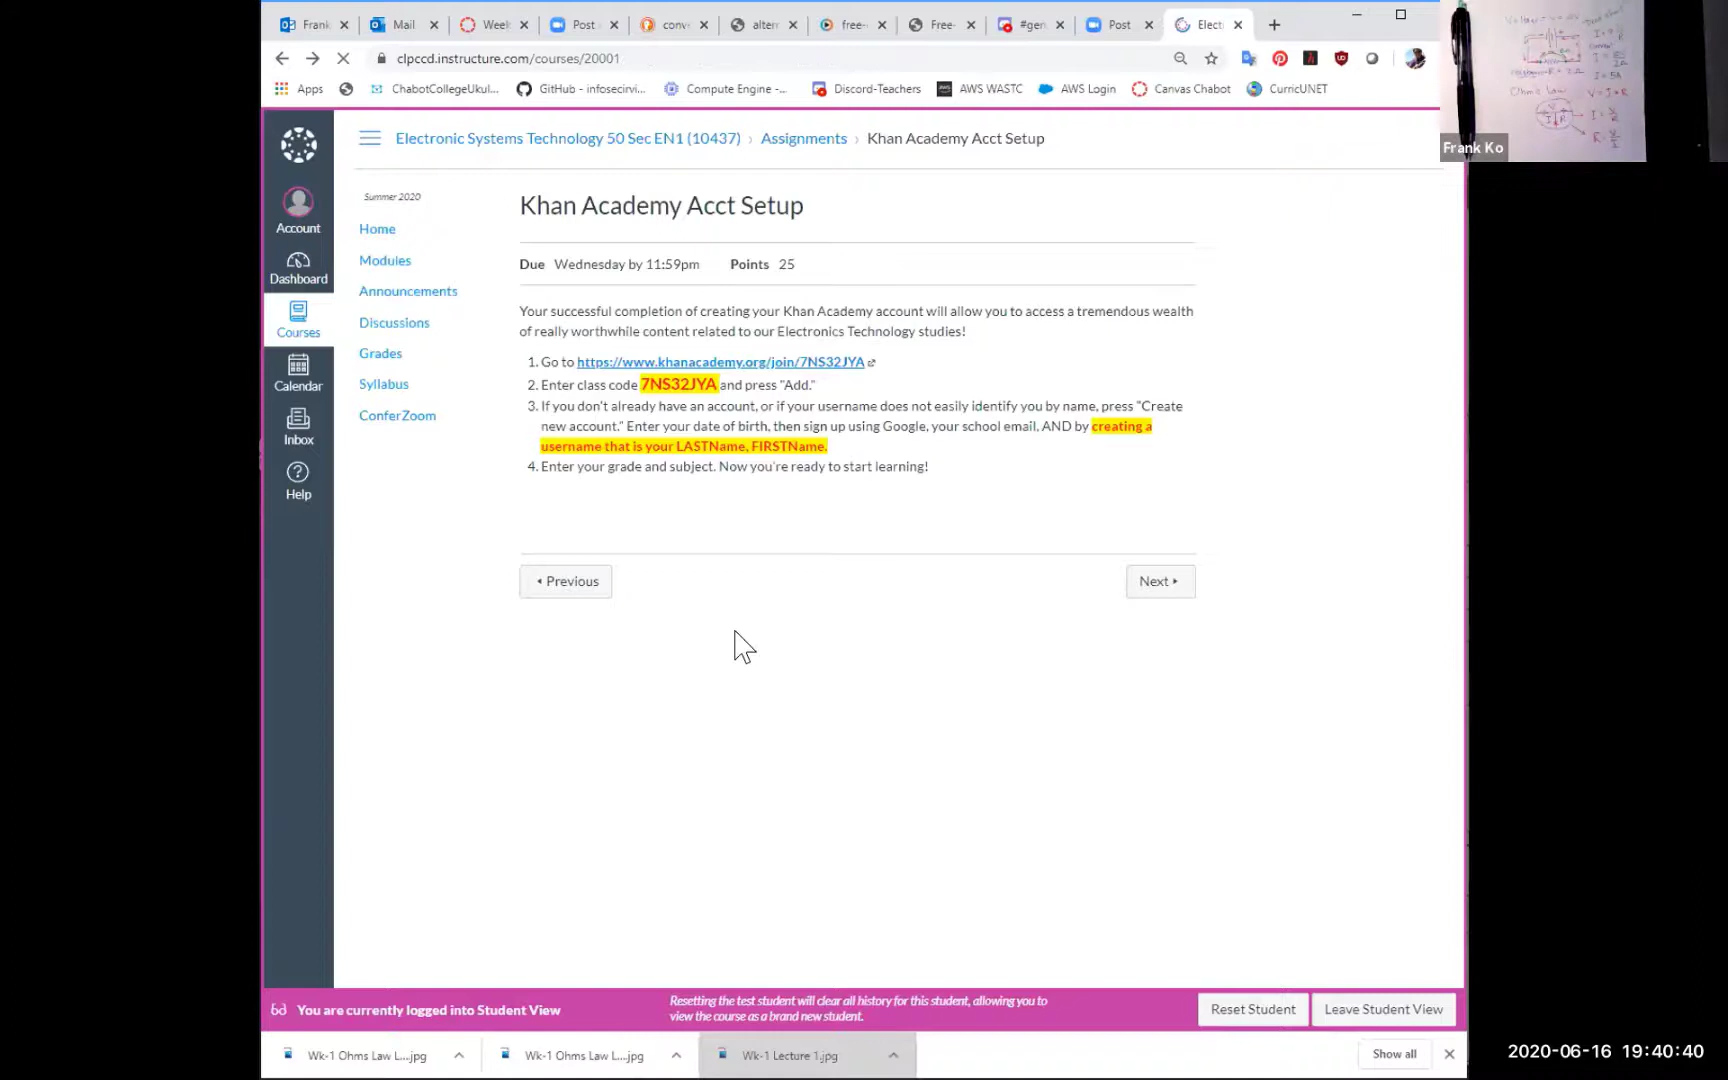 Frank
Mail
Week
Post
conv
altern
free-
Free-
#gen
Post
Elect
clpccd.instructure.com/courses/20001
Apps
ChabotCollegeUkul...
GitHub - infosecirvi...
Compute Engine -...
Discord-Teachers
AWS WASTC
AWS Login
Canvas Chabot
CurricUNET
Frank Ko
Ohms law
V = I x R
Electronic Systems Technology 50 Sec EN1 (10437) › Assignments › Khan Academy Acct Setup
Account
Dashboard
Courses
Calendar
Inbox
Help
Summer 2020
Home
Modules
Announcements
Discussions
Grades
Syllabus
ConferZoom
Khan Academy Acct Setup
Due Wednesday by 11:59pm Points 25
Your successful completion of creating your Khan Academy account will allow you to access a tremendous wealth
of really worthwhile content related to our Electronics Technology studies!
1. Go to https://www.khanacademy.org/join/7NS32JYA
2. Enter class code 7NS32JYA and press "Add."
3. If you don't already have an account, or if your username does not easily identify you by name, press "Create
new account." Enter your date of birth, then sign up using Google, your school email, AND by creating a
username that is your LASTName, FIRSTName.
4. Enter your grade and subject. Now you're ready to start learning!
Previous
Next
You are currently logged into Student View
Resetting the test student will clear all history for this student, allowing you to
view the course as a brand new student.
Reset Student
Leave Student View
Wk-1 Ohms Law L....jpg
Wk-1 Ohms Law L....jpg
Wk-1 Lecture 1.jpg
Show all
2020-06-16 19:40:40